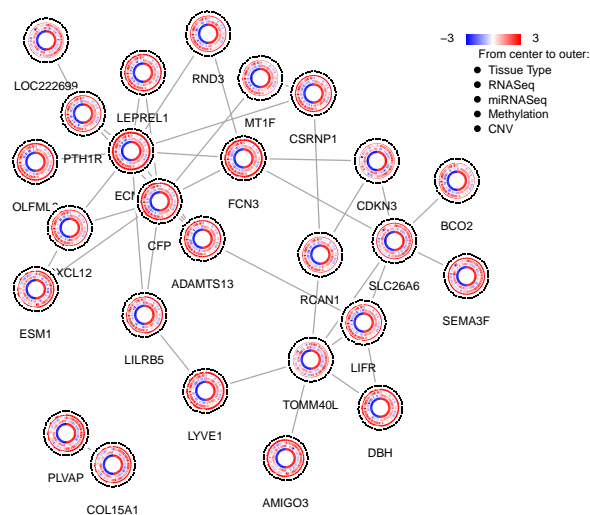 −3
3
From center to outer:
Tissue Type
RNASeq
miRNASeq
Methylation
CNV
RND3
LOC222699
LEPREL1
MT1F
CSRNP1
PTH1R
OLFML
CDKN3
FCN3
BCO2
CFP
XCL12
ADAMTS13
SLC26A6
RCAN1
SEMA3F
ESM1
LILRB5
LIFR
TOMM40L
LYVE1
DBH
PLVAP
AMIGO3
COL15A1